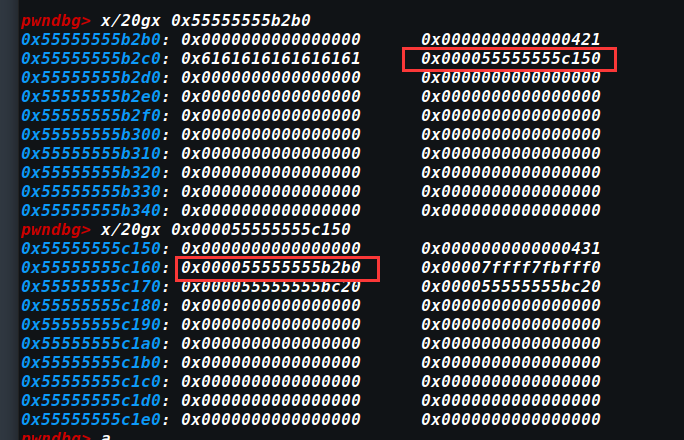 pwndbg> x/20gx 0x55555555b2b0
0x55555555b2b0: 0x0000000000000000 0x0000000000000421
0x55555555b2c0: 0x6161616161616161 0x000055555555c150
0x55555555b2d0: 0x0000000000000000 0x0000000000000000
0x55555555b2e0: 0x0000000000000000 0x0000000000000000
0x55555555b2f0: 0x0000000000000000 0x0000000000000000
0x55555555b300: 0x0000000000000000 0x0000000000000000
0x55555555b310: 0x0000000000000000 0x0000000000000000
0x55555555b320: 0x0000000000000000 0x0000000000000000
0x55555555b330: 0x0000000000000000 0x0000000000000000
0x55555555b340: 0x0000000000000000 0x0000000000000000
pwndbg> x/20gx 0x000055555555c150
0x55555555c150: 0x0000000000000000 0x0000000000000431
0x55555555c160: 0x000055555555b2b0 0x00007ffff7fbfff0
0x55555555c170: 0x000055555555bc20 0x000055555555bc20
0x55555555c180: 0x0000000000000000 0x0000000000000000
0x55555555c190: 0x0000000000000000 0x0000000000000000
0x55555555c1a0: 0x0000000000000000 0x0000000000000000
0x55555555c1b0: 0x0000000000000000 0x0000000000000000
0x55555555c1c0: 0x0000000000000000 0x0000000000000000
0x55555555c1d0: 0x0000000000000000 0x0000000000000000
0x55555555c1e0: 0x0000000000000000 0x0000000000000000
pwndbg> a